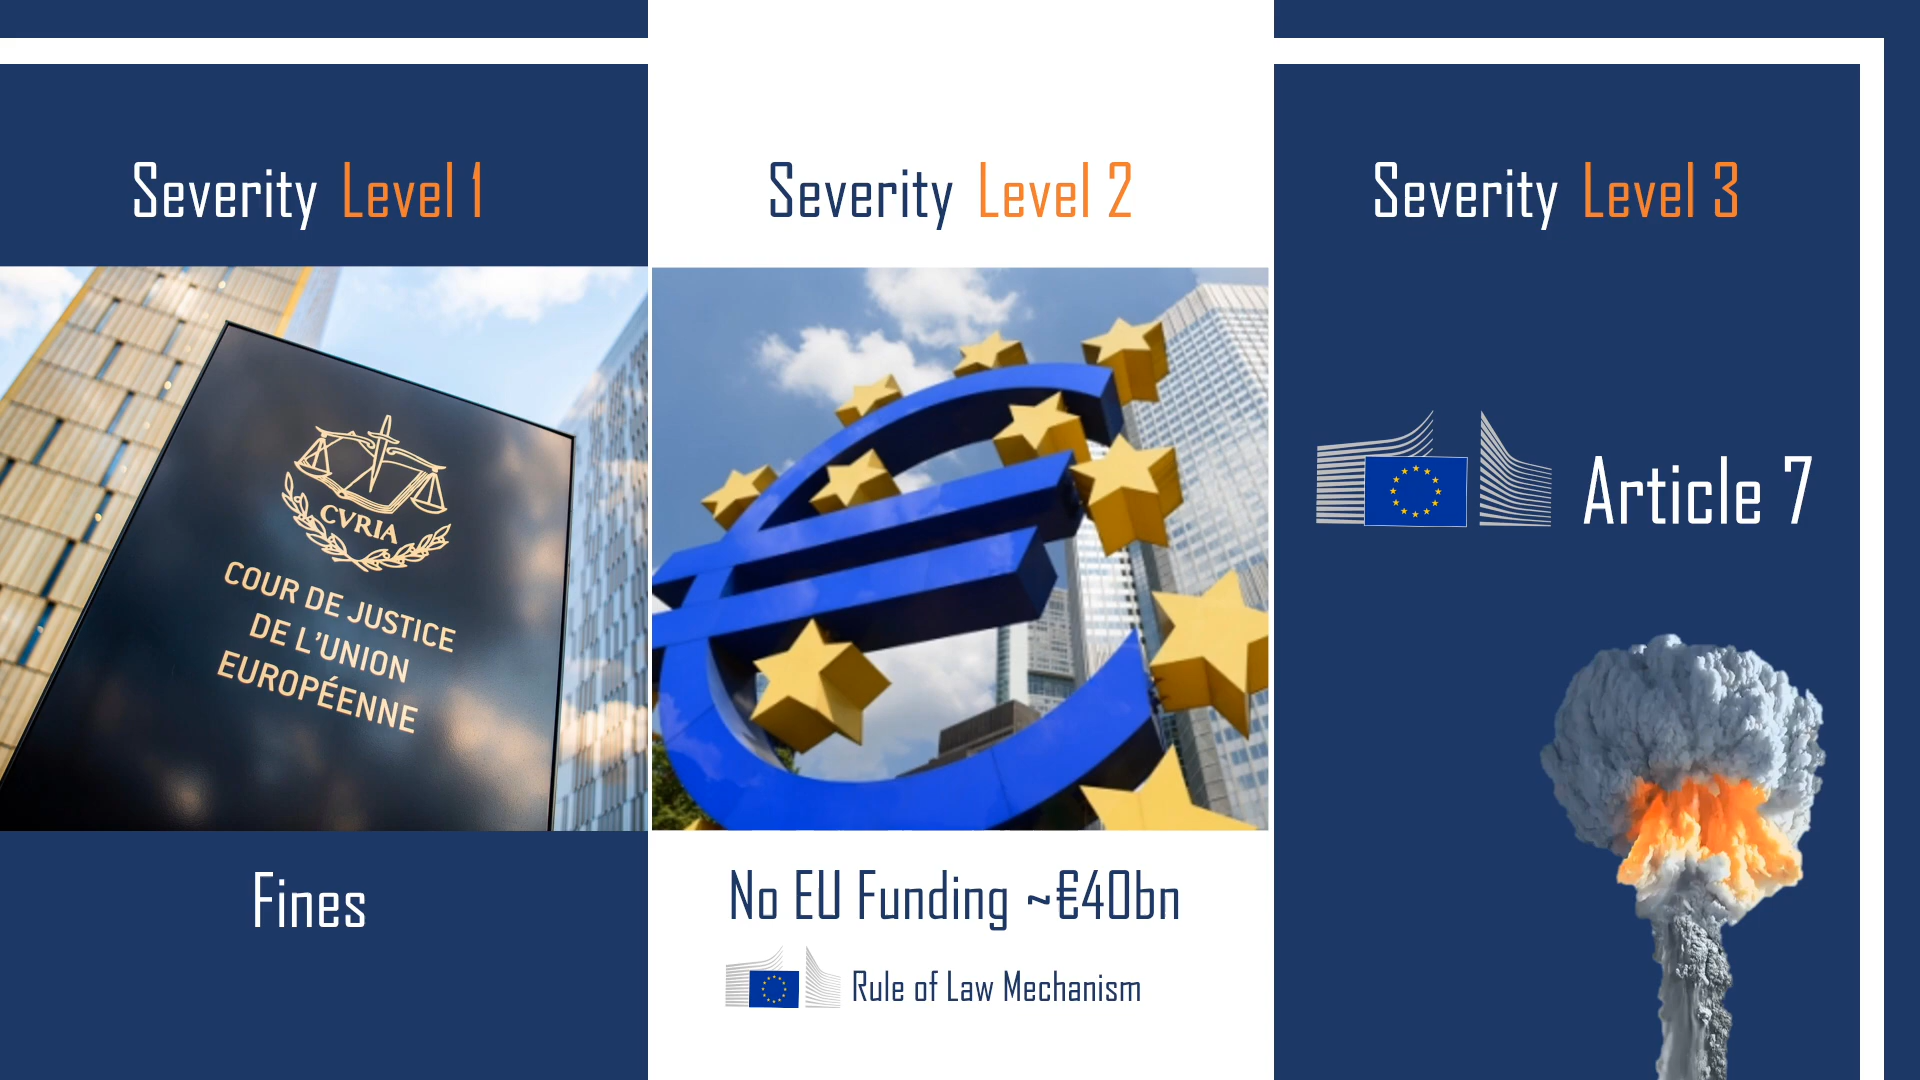 Severity Level 1
CVRIA
COUR DE JUSTICE
DE L'UNION
EUROPÉENNE
Fines
Severity Level 2
No EU Funding ~€40bn
Rule of Law Mechanism
Severity Level 3
Article 7